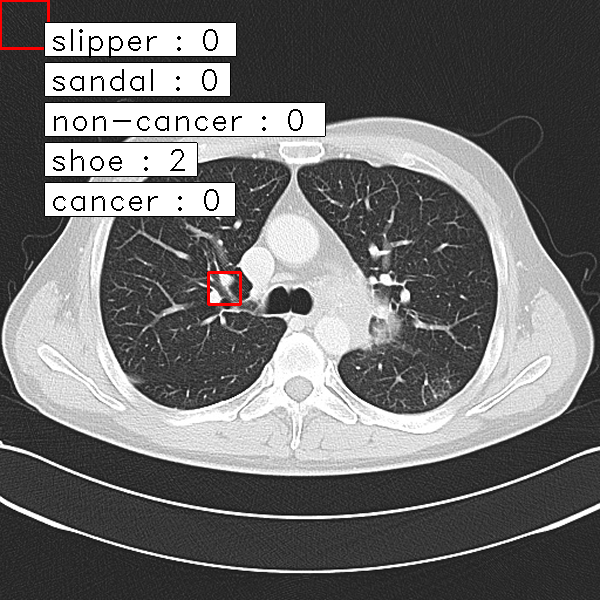 slipper : 0
sandal : 0
non-cancer : 0
shoe : 2
cancer : 0